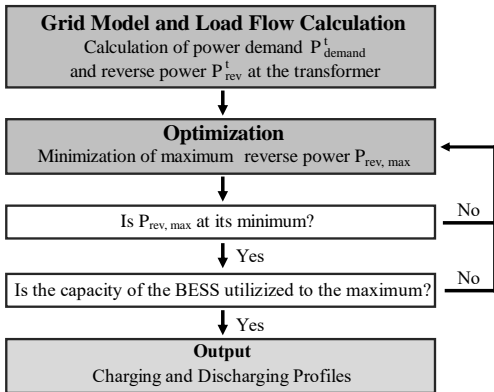 Grid Model and Load Flow Calculation
Calculation of power demand P^t_demand
and reverse power P^t_rev at the transformer
Optimization
Minimization of maximum reverse power P_rev, max
Is P_rev, max at its minimum?
No
Yes
Is the capacity of the BESS utilizized to the maximum?
No
Yes
Output
Charging and Discharging Profiles